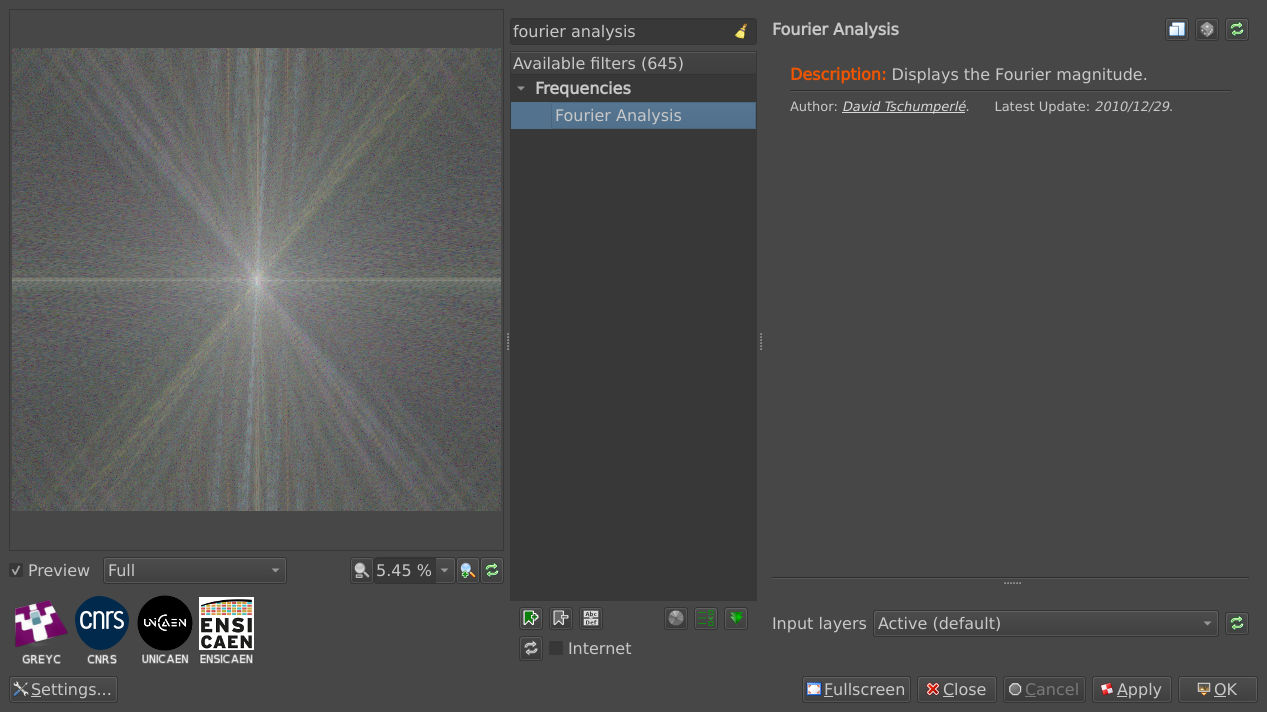 fourier analysis
Available filters (645)
Frequencies
Fourier Analysis
Fourier Analysis
Description: Displays the Fourier magnitude.
Author: David Tschumperlé. Latest Update: 2010/12/29.
Preview
Full
5.45 %
cnrs
UNICAEN
ENSI
CAEN
GREYC
CNRS
UNICAEN
ENSICAEN
Settings...
Abc
Def
Internet
Input layers
Active (default)
Fullscreen
Close
Cancel
Apply
OK